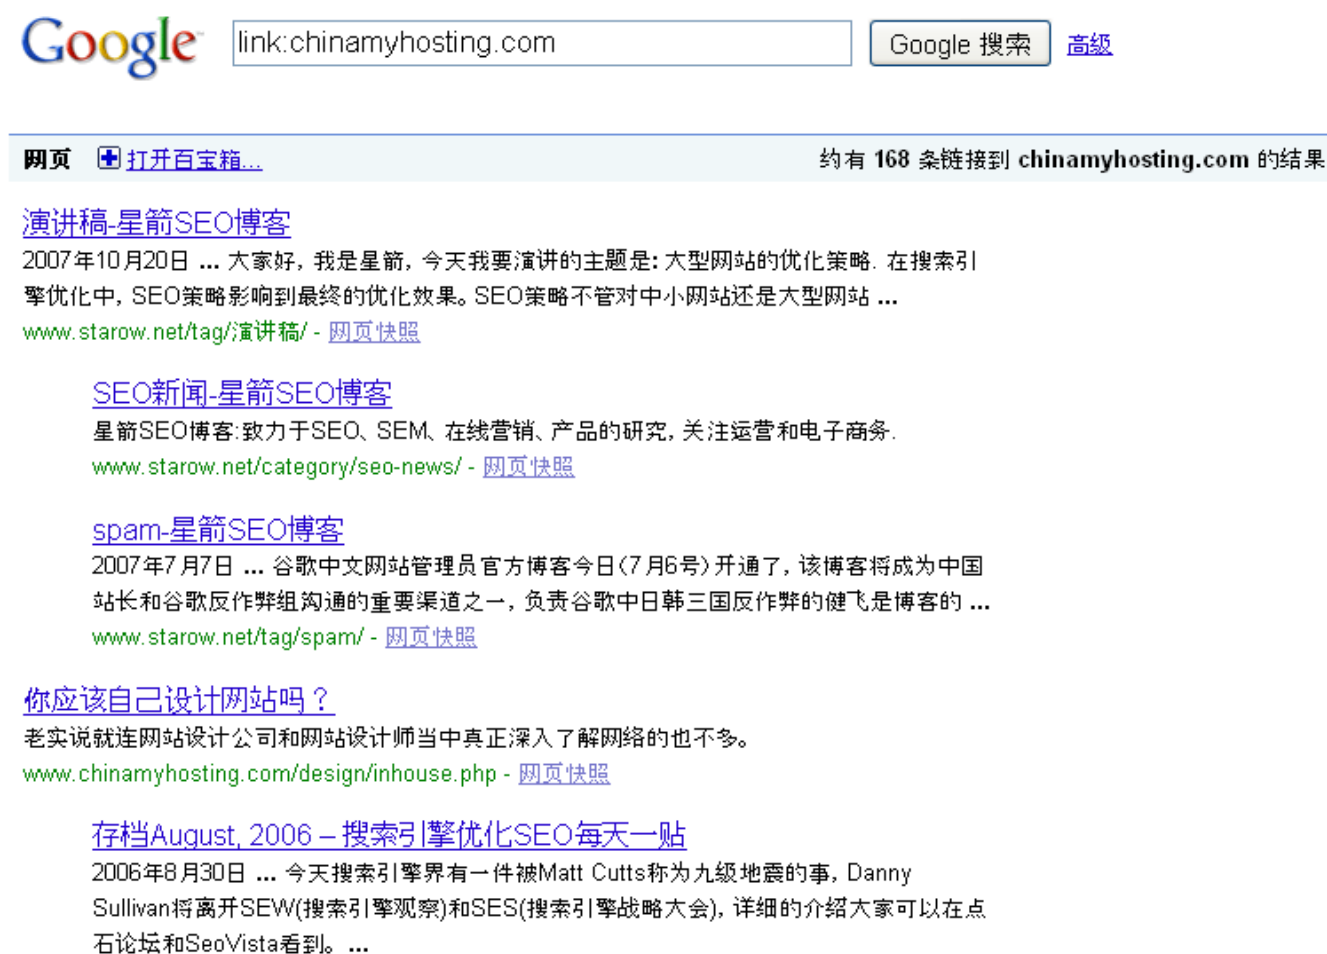 Google link:chinamyhosting.com Google 搜索 高级
网页 打开百宝箱... 约有 168 条链接到 chinamyhosting.com 的结果
演讲稿-星箭SEO博客
2007年10月20日 ... 大家好, 我是星箭, 今天我要演讲的主题是: 大型网站的优化策略. 在搜索引
擎优化中, SEO策略影响到最终的优化效果。SEO策略不管对中小网站还是大型网站 ...
www.starow.net/tag/演讲稿/ - 网页快照
SEO新闻-星箭SEO博客
星箭SEO博客:致力于SEO、SEM、在线营销、产品的研究, 关注运营和电子商务.
www.starow.net/category/seo-news/ - 网页快照
spam-星箭SEO博客
2007年7月7日 ... 谷歌中文网站管理员官方博客今日(7月6号)开通了, 该博客将成为中国
站长和谷歌反作弊组沟通的重要渠道之一, 负责谷歌中日韩三国反作弊的健飞是博客的 ...
www.starow.net/tag/spam/ - 网页快照
你应该自己设计网站吗？
老实说就连网站设计公司和网站设计师当中真正深入了解网络的也不多。
www.chinamyhosting.com/design/inhouse.php - 网页快照
存档August, 2006 – 搜索引擎优化SEO每天一贴
2006年8月30日 ... 今天搜索引擎界有一件被Matt Cutts称为九级地震的事, Danny
Sullivan将离开SEW(搜索引擎观察)和SES(搜索引擎战略大会), 详细的介绍大家可以在点
石论坛和SeoVista看到。 ...